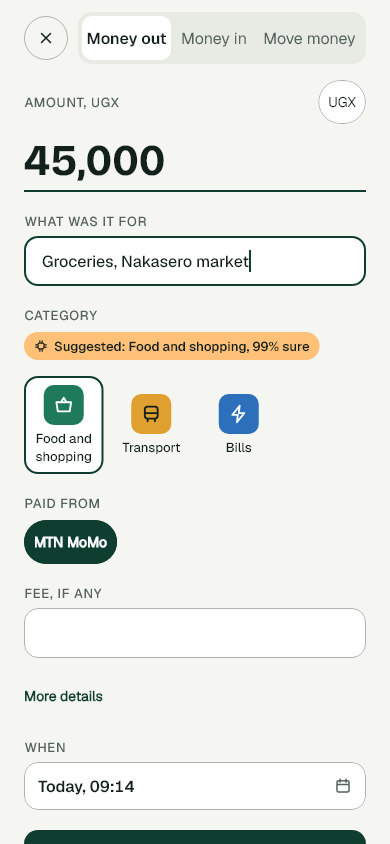 Money out Money in Move money
AMOUNT, UGX UGX
45,000
WHAT WAS IT FOR
Groceries, Nakasero market
CATEGORY
Suggested: Food and shopping, 99% sure
Food and
shopping
Transport
Bills
PAID FROM
MTN MoMo
FEE, IF ANY
More details
WHEN
Today, 09:14